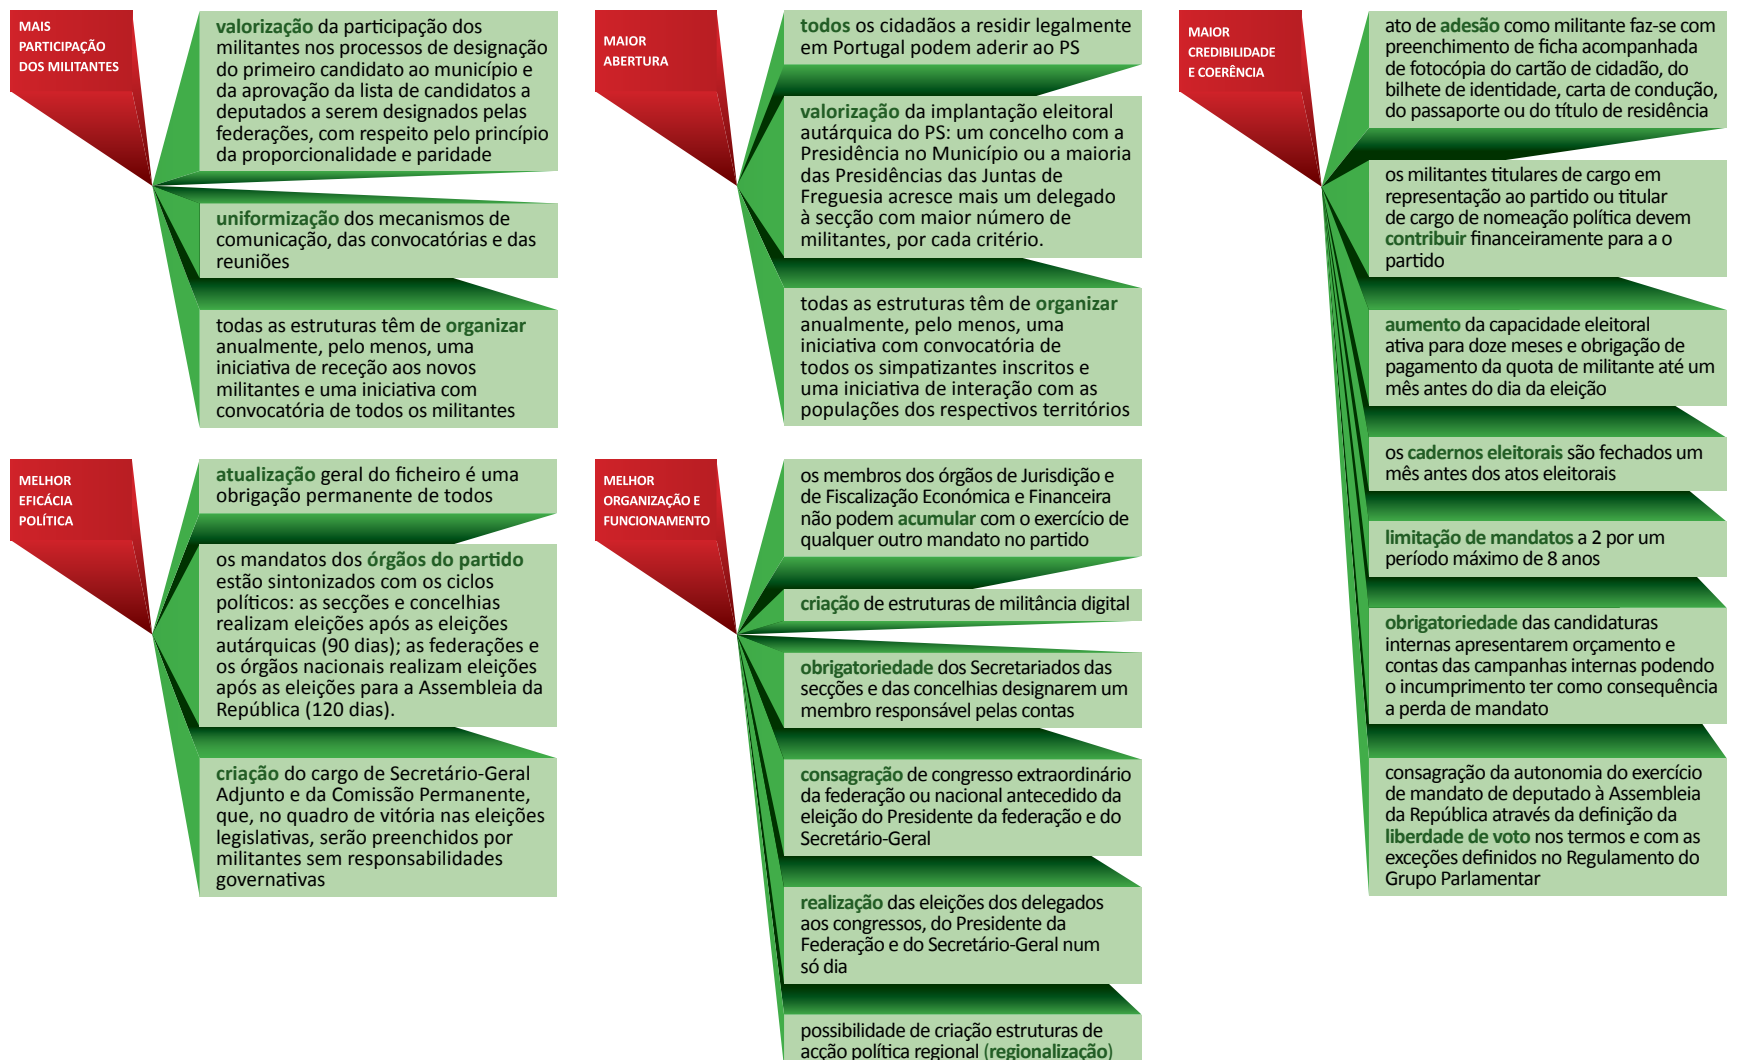 MAIS
PARTICIPAÇÃO
DOS MILITANTES
valorização da participação dos
militantes nos processos de designação
do primeiro candidato ao município e
da aprovação da lista de candidatos a
deputados a serem designados pelas
federações, com respeito pelo princípio
da proporcionalidade e paridade
uniformização dos mecanismos de
comunicação, das convocatórias e das
reuniões
todas as estruturas têm de organizar
anualmente, pelo menos, uma
iniciativa de receção aos novos
militantes e uma iniciativa com
convocatória de todos os militantes
MAIOR
ABERTURA
todos os cidadãos a residir legalmente
em Portugal podem aderir ao PS
valorização da implantação eleitoral
autárquica do PS: um concelho com a
Presidência no Município ou a maioria
das Presidências das Juntas de
Freguesia acresce mais um delegado
à secção com maior número de
militantes, por cada critério.
todas as estruturas têm de organizar
anualmente, pelo menos, uma
iniciativa com convocatória de
todos os simpatizantes inscritos e
uma iniciativa de interação com as
populações dos respectivos territórios
MAIOR
CREDIBILIDADE
E COERÊNCIA
ato de adesão como militante faz-se com
preenchimento de ficha acompanhada
de fotocópia do cartão de cidadão, do
bilhete de identidade, carta de condução,
do passaporte ou do título de residência
os militantes titulares de cargo em
representação ao partido ou titular
de cargo de nomeação política devem
contribuir financeiramente para a o
partido
aumento da capacidade eleitoral
ativa para doze meses e obrigação de
pagamento da quota de militante até um
mês antes do dia da eleição
os cadernos eleitorais são fechados um
mês antes dos atos eleitorais
limitação de mandatos a 2 por um
período máximo de 8 anos
obrigatoriedade das candidaturas
internas apresentarem orçamento e
contas das campanhas internas podendo
o incumprimento ter como consequência
a perda de mandato
consagração da autonomia do exercício
de mandato de deputado à Assembleia
da República através da definição da
liberdade de voto nos termos e com as
exceções definidos no Regulamento do
Grupo Parlamentar
MELHOR
EFICÁCIA
POLÍTICA
atualização geral do ficheiro é uma
obrigação permanente de todos
os mandatos dos órgãos do partido
estão sintonizados com os ciclos
políticos: as secções e concelhias
realizam eleições após as eleições
autárquicas (90 dias); as federações e
os órgãos nacionais realizam eleições
após as eleições para a Assembleia da
República (120 dias).
criação do cargo de Secretário-Geral
Adjunto e da Comissão Permanente,
que, no quadro de vitória nas eleições
legislativas, serão preenchidos por
militantes sem responsabilidades
governativas
MELHOR
ORGANIZAÇÃO E
FUNCIONAMENTO
os membros dos órgãos de Jurisdição e
de Fiscalização Económica e Financeira
não podem acumular com o exercício de
qualquer outro mandato no partido
criação de estruturas de militância digital
obrigatoriedade dos Secretariados das
secções e das concelhias designarem um
membro responsável pelas contas
consagração de congresso extraordinário
da federação ou nacional antecedido da
eleição do Presidente da federação e do
Secretário-Geral
realização das eleições dos delegados
aos congressos, do Presidente da
Federação e do Secretário-Geral num
só dia
possibilidade de criação estruturas de
acção política regional (regionalização)